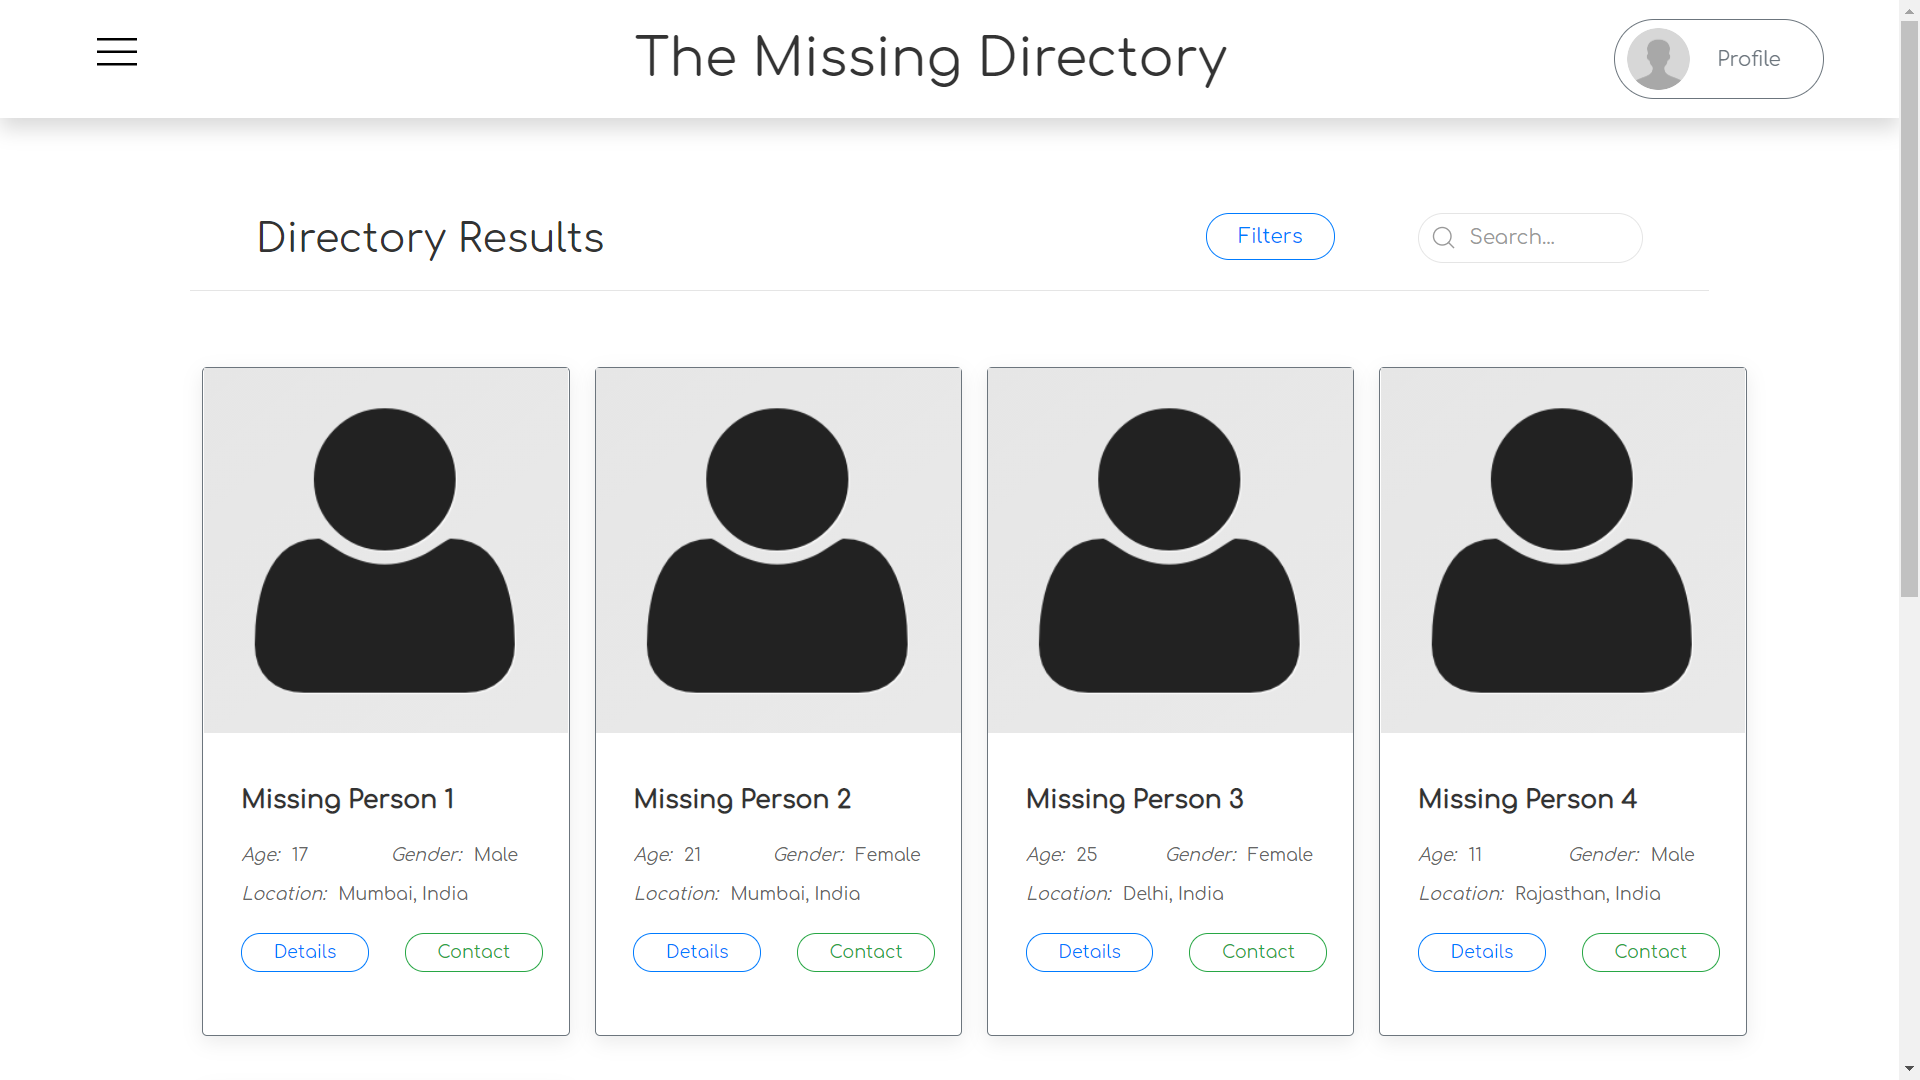 The Missing Directory
Profile
Directory Results
Filters
Search...
Missing Person 1
Age: 17 Gender: Male
Location: Mumbai, India
Details Contact
Missing Person 2
Age: 21 Gender: Female
Location: Mumbai, India
Details Contact
Missing Person 3
Age: 25 Gender: Female
Location: Delhi, India
Details Contact
Missing Person 4
Age: 11 Gender: Male
Location: Rajasthan, India
Details Contact